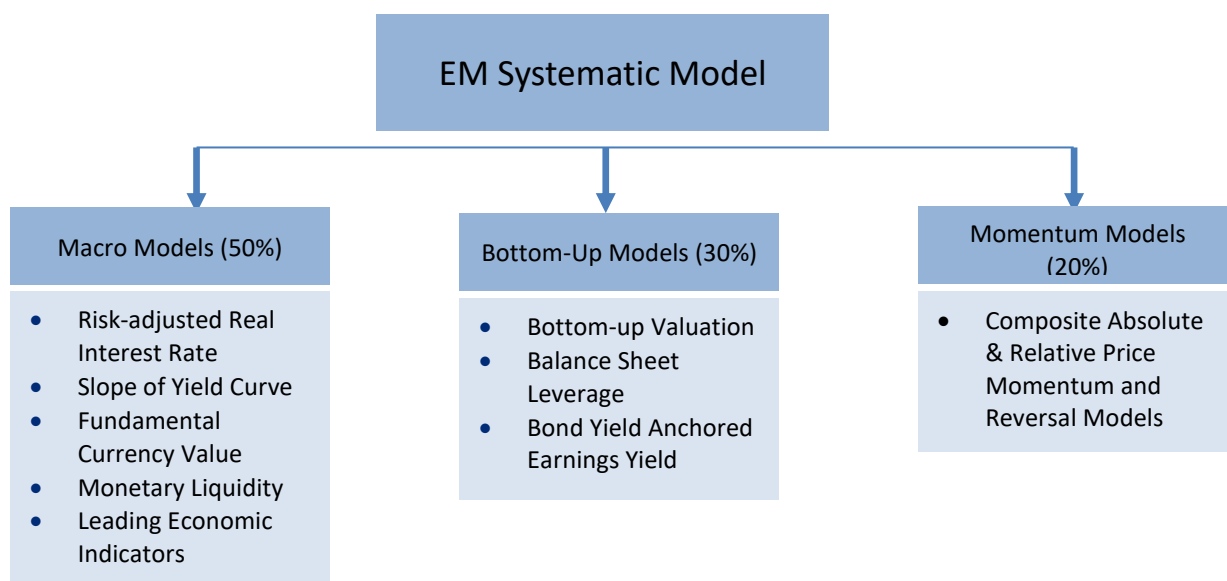 EM Systematic Model
Macro Models (50%)
• Risk-adjusted Real
Interest Rate
• Slope of Yield Curve
• Fundamental
Currency Value
• Monetary Liquidity
• Leading Economic
Indicators
Bottom-Up Models (30%)
• Bottom-up Valuation
• Balance Sheet
Leverage
• Bond Yield Anchored
Earnings Yield
Momentum Models
(20%)
• Composite Absolute
& Relative Price
Momentum and
Reversal Models